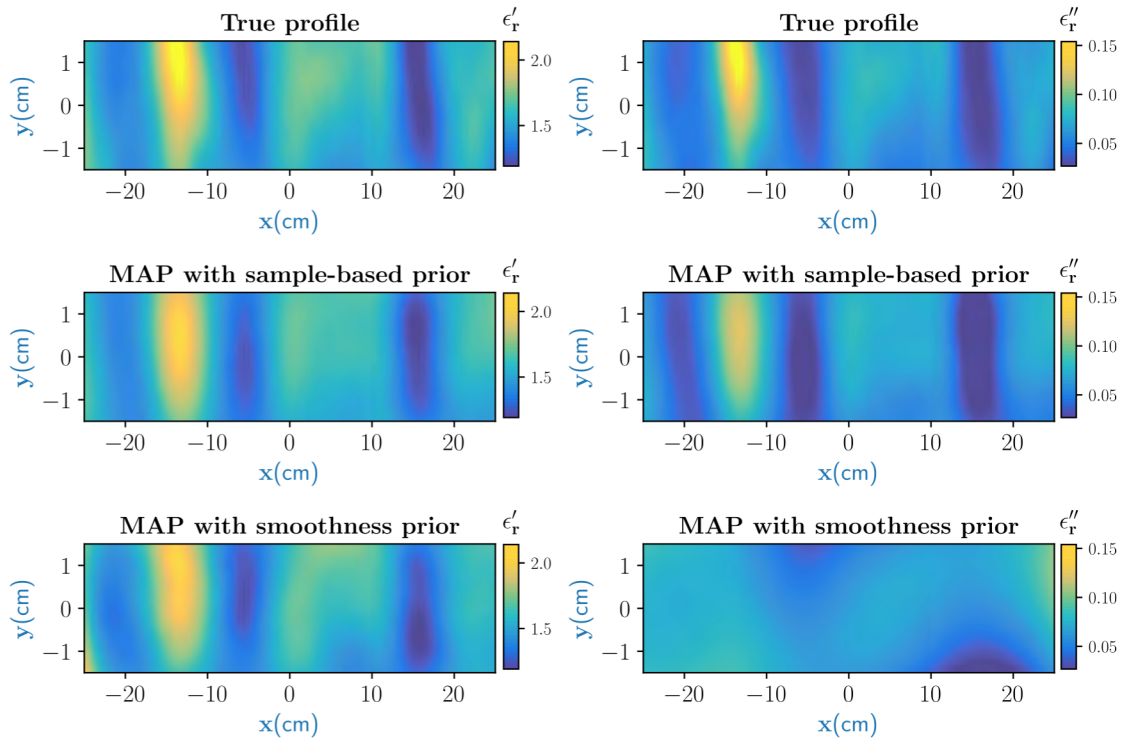 True profile
ϵ′r
y(cm)
1
0
−1
−20
−10
0
10
20
x(cm)
2.0
1.5
True profile
ϵ′′r
y(cm)
1
0
−1
−20
−10
0
10
20
x(cm)
0.15
0.10
0.05
MAP with sample-based prior
ϵ′r
y(cm)
1
0
−1
−20
−10
0
10
20
x(cm)
2.0
1.5
MAP with sample-based prior
ϵ′′r
y(cm)
1
0
−1
−20
−10
0
10
20
x(cm)
0.15
0.10
0.05
MAP with smoothness prior
ϵ′r
y(cm)
1
0
−1
−20
−10
0
10
20
x(cm)
2.0
1.5
MAP with smoothness prior
ϵ′′r
y(cm)
1
0
−1
−20
−10
0
10
20
x(cm)
0.15
0.10
0.05